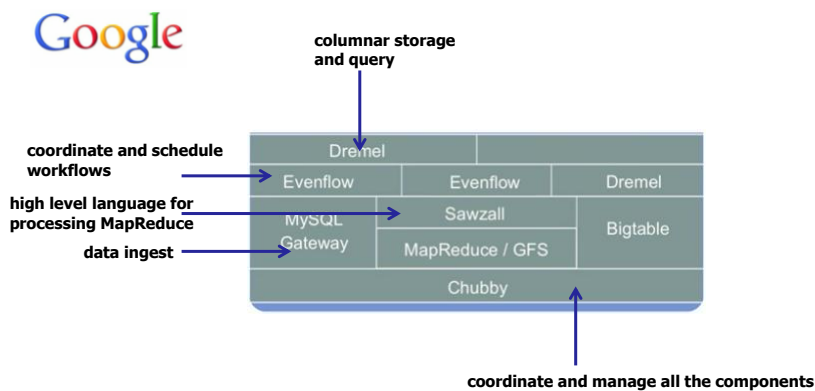 Google
columnar storage
and query
Dremel
coordinate and schedule
workflows
Evenflow Evenflow Dremel
high level language for
processing MapReduce
Sawzall
MySQL
Gateway
Bigtable
data ingest
MapReduce / GFS
Chubby
coordinate and manage all the components